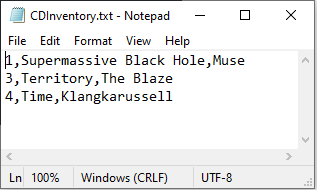 CDInventory.txt - Notepad
File Edit Format View Help
1,Supermassive Black Hole,Muse
3,Territory,The Blaze
4,Time,Klangkarussell
Ln 100% Windows (CRLF) UTF-8